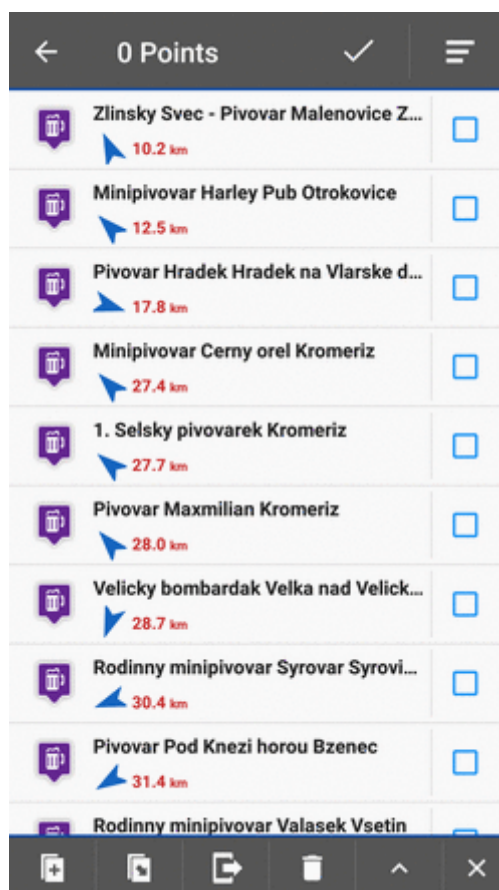 0 Points
Zlinsky Svec - Pivovar Malenovice Z...
10.2 km
Minipivovar Harley Pub Otrokovice
12.5 km
Pivovar Hradek Hradek na Vlarske d...
17.8 km
Minipivovar Cerny orel Kromeriz
27.4 km
1. Selsky pivovarek Kromeriz
27.7 km
Pivovar Maxmilian Kromeriz
28.0 km
Velicky bombardak Velka nad Velick...
28.7 km
Rodinny minipivovar Syrovar Syrovi...
30.4 km
Pivovar Pod Knezi horou Bzenec
31.4 km
Rodinny minipivovar Valasek Vsetin